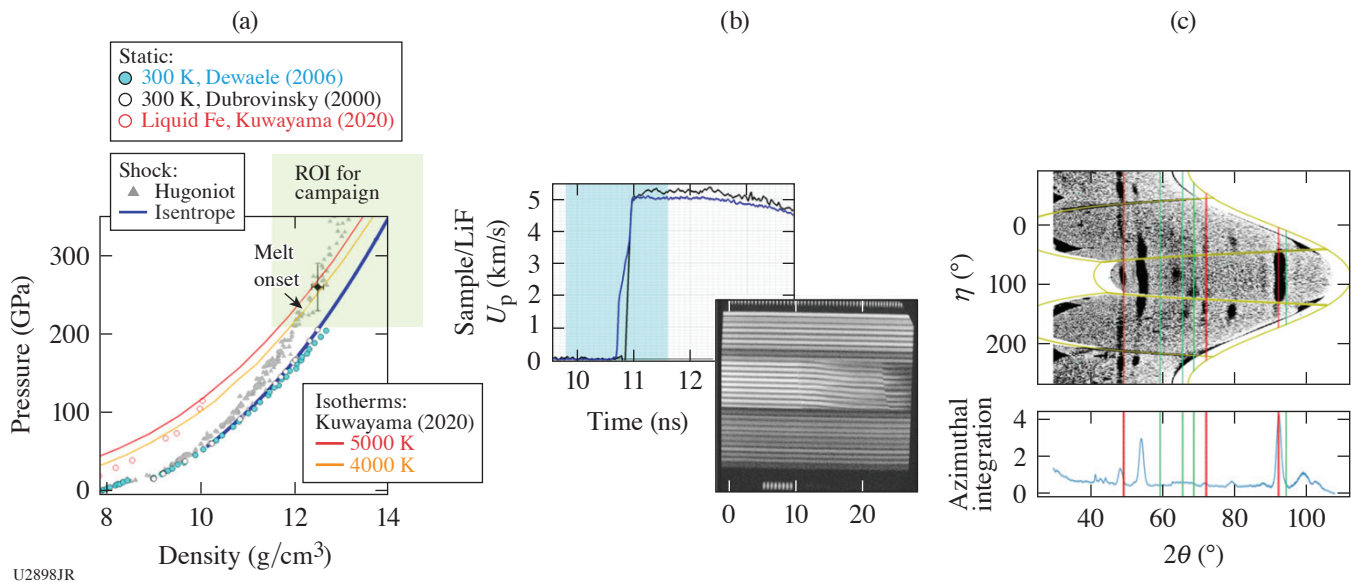 (a)
Static:
300 K, Dewaele (2006)
300 K, Dubrovinsky (2000)
Liquid Fe, Kuwayama (2020)
Shock:
Hugoniot
Isentrope
ROI for
campaign
Melt
onset
Isotherms:
Kuwayama (2020)
5000 K
4000 K
Pressure (GPa)
300
200
100
0
8
10
12
14
Density (g/cm³)
(b)
Sample/LiF
Uₚ (km/s)
5
4
3
2
1
0
10
11
12
Time (ns)
0
10
20
(c)
η (°)
0
100
200
Azimuthal
integration
4
2
0
40
60
80
100
2θ (°)
U2898JR